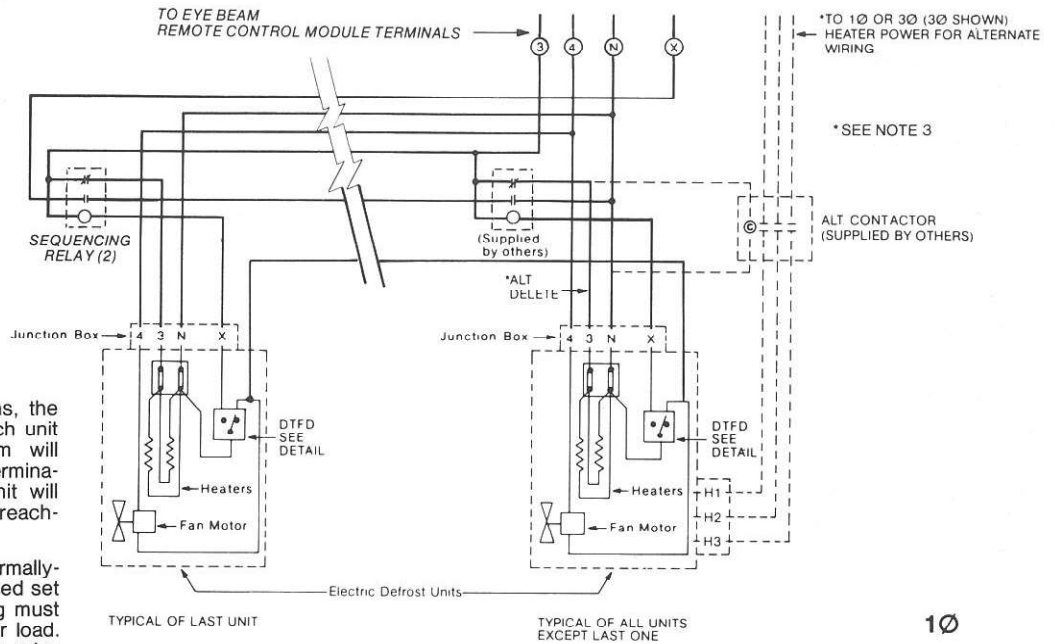 TO EYE BEAM
REMOTE CONTROL MODULE TERMINALS
3 4 N X
*TO 1Ø OR 3Ø (3Ø SHOWN)
HEATER POWER FOR ALTERNATE
WIRING
*SEE NOTE 3
SEQUENCING
RELAY (2)
(Supplied
by others)
C
ALT CONTACTOR
(SUPPLIED BY OTHERS)
*ALT
DELETE
Junction Box
4 3 N X
Junction Box
4 3 N X
DTFD
SEE
DETAIL
Heaters
Fan Motor
DTFD
SEE
DETAIL
Heaters
Fan Motor
H1
H2
H3
ns, the
ch unit
m will
ermina-
nit will
reach-
rmally-
ed set
g must
r load.
Electric Defrost Units
TYPICAL OF LAST UNIT
TYPICAL OF ALL UNITS
EXCEPT LAST ONE
1Ø